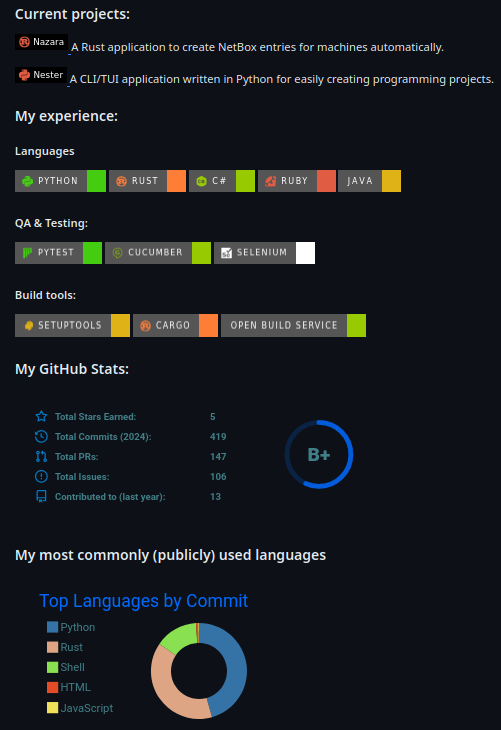 Current projects:
Nazara A Rust application to create NetBox entries for machines automatically.
Nester A CLI/TUI application written in Python for easily creating programming projects.
My experience:
Languages
PYTHON RUST C# RUBY JAVA
QA & Testing:
PYTEST CUCUMBER SELENIUM
Build tools:
SETUPTOOLS CARGO OPEN BUILD SERVICE
My GitHub Stats:
Total Stars Earned: 5
Total Commits (2024): 419
Total PRs: 147
Total Issues: 106
Contributed to (last year): 13
B+
My most commonly (publicly) used languages
Top Languages by Commit
Python
Rust
Shell
HTML
JavaScript